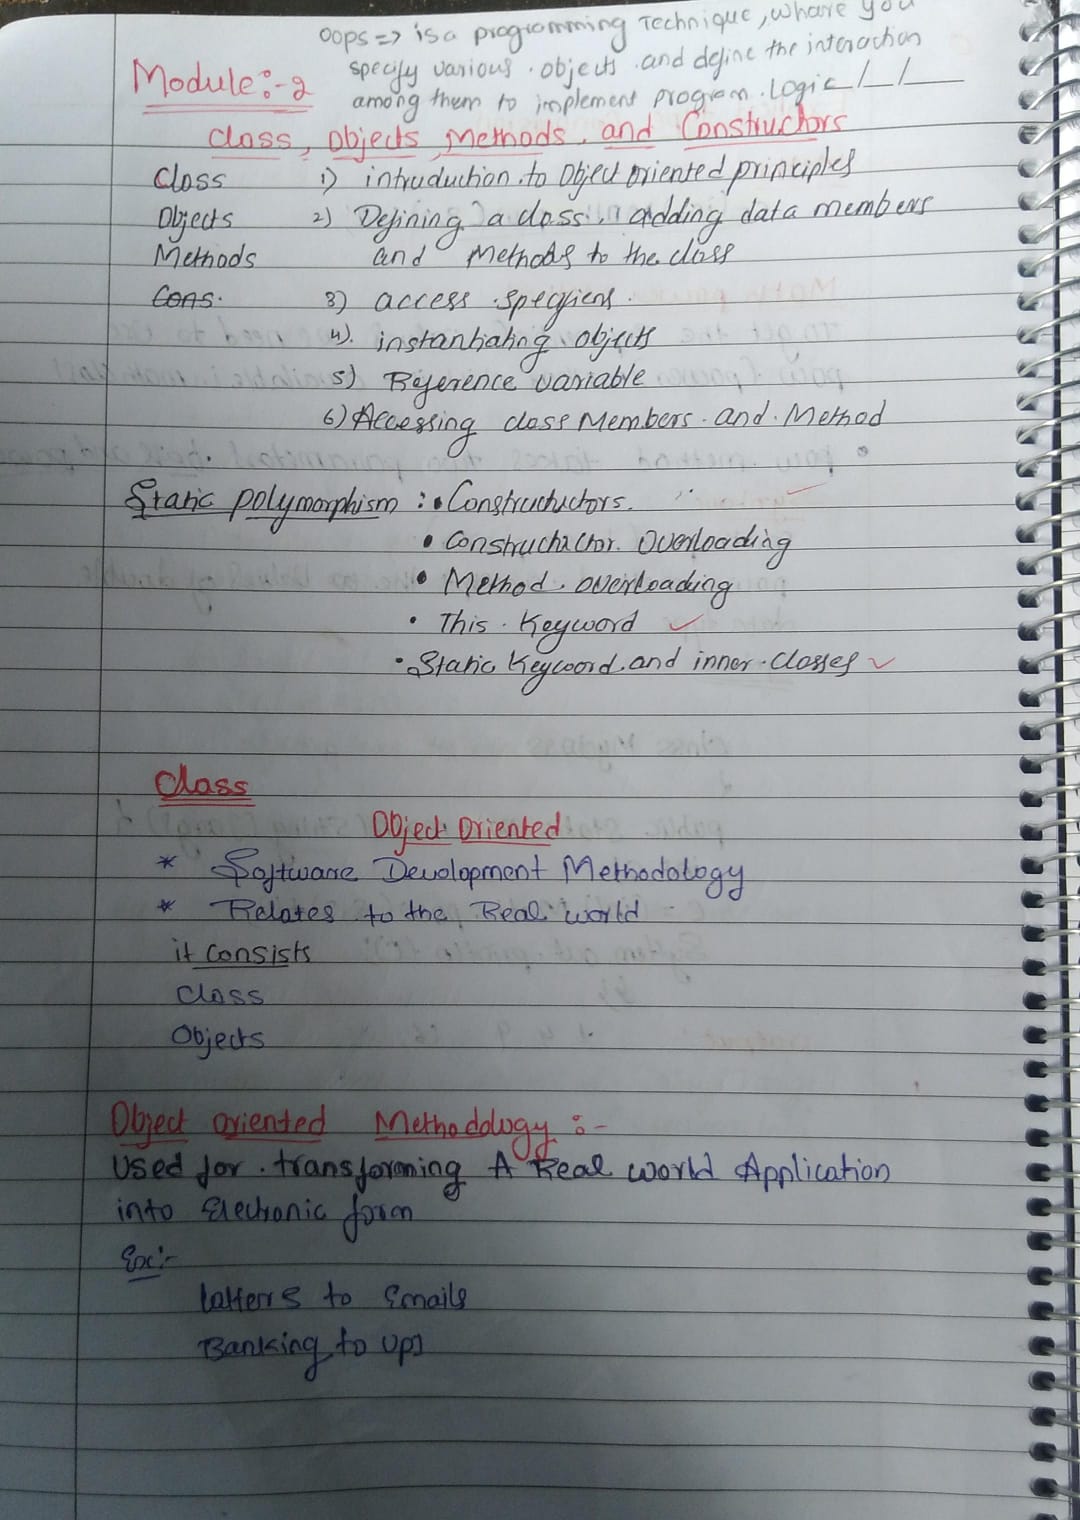 oops => is a programming Technique, whare you
specify various objects and define the interaction
among them to implement program Logic
Module:-2
Class, Objects, Methods, and Constructors
Class 1) intruduction to Object oriented principles
Objects 2) Defining a class, adding data members
Methods and Methods to the class
Cons. 3) access
4) instantiating objects
5) Reference variable
6) Accessing class Members and Method
Static polymorphism : • Constructuctors.
• Overloading
• Method overloading
• This Keyword
• Static Keyword and inner classes
Class
Object Oriented
* Software Devolopment Methodology
* Relates to the Real world
it consists
Class
Objects
Object oriented Methodology :-
Used for transforming A Real world Application
into Electronic form
Ex:-
Latters to Emails
Banking to UPI